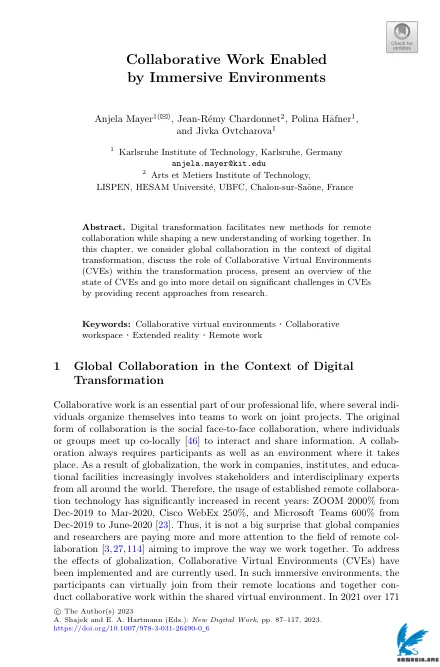 Check for
updates
Collaborative Work Enabled
by Immersive Environments
Anjela Mayer1(✉), Jean-Rémy Chardonnet2, Polina Häfner1,
and Jivka Ovtcharova1
1 Karlsruhe Institute of Technology, Karlsruhe, Germany
anjela.mayer@kit.edu
2 Arts et Metiers Institute of Technology,
LISPEN, HESAM Université, UBFC, Chalon-sur-Saône, France
Abstract. Digital transformation facilitates new methods for remote
collaboration while shaping a new understanding of working together. In
this chapter, we consider global collaboration in the context of digital
transformation, discuss the role of Collaborative Virtual Environments
(CVEs) within the transformation process, present an overview of the
state of CVEs and go into more detail on significant challenges in CVEs
by providing recent approaches from research.
Keywords: Collaborative virtual environments · Collaborative
workspace · Extended reality · Remote work
1 Global Collaboration in the Context of Digital
Transformation
Collaborative work is an essential part of our professional life, where several indi-
viduals organize themselves into teams to work on joint projects. The original
form of collaboration is the social face-to-face collaboration, where individuals
or groups meet up co-locally [46] to interact and share information. A collab-
oration always requires participants as well as an environment where it takes
place. As a result of globalization, the work in companies, institutes, and educa-
tional facilities increasingly involves stakeholders and interdisciplinary experts
from all around the world. Therefore, the usage of established remote collabora-
tion technology has significantly increased in recent years: ZOOM 2000% from
Dec-2019 to Mar-2020, Cisco WebEx 250%, and Microsoft Teams 600% from
Dec-2019 to June-2020 [23]. Thus, it is not a big surprise that global companies
and researchers are paying more and more attention to the field of remote col-
laboration [3,27,114] aiming to improve the way we work together. To address
the effects of globalization, Collaborative Virtual Environments (CVEs) have
been implemented and are currently used. In such immersive environments, the
participants can virtually join from their remote locations and together con-
duct collaborative work within the shared virtual environment. In 2021 over 171
© The Author(s) 2023
A. Shajek and E. A. Hartmann (Eds.): New Digital Work, pp. 87–117, 2023.
https://doi.org/10.1007/978-3-031-26490-0_6